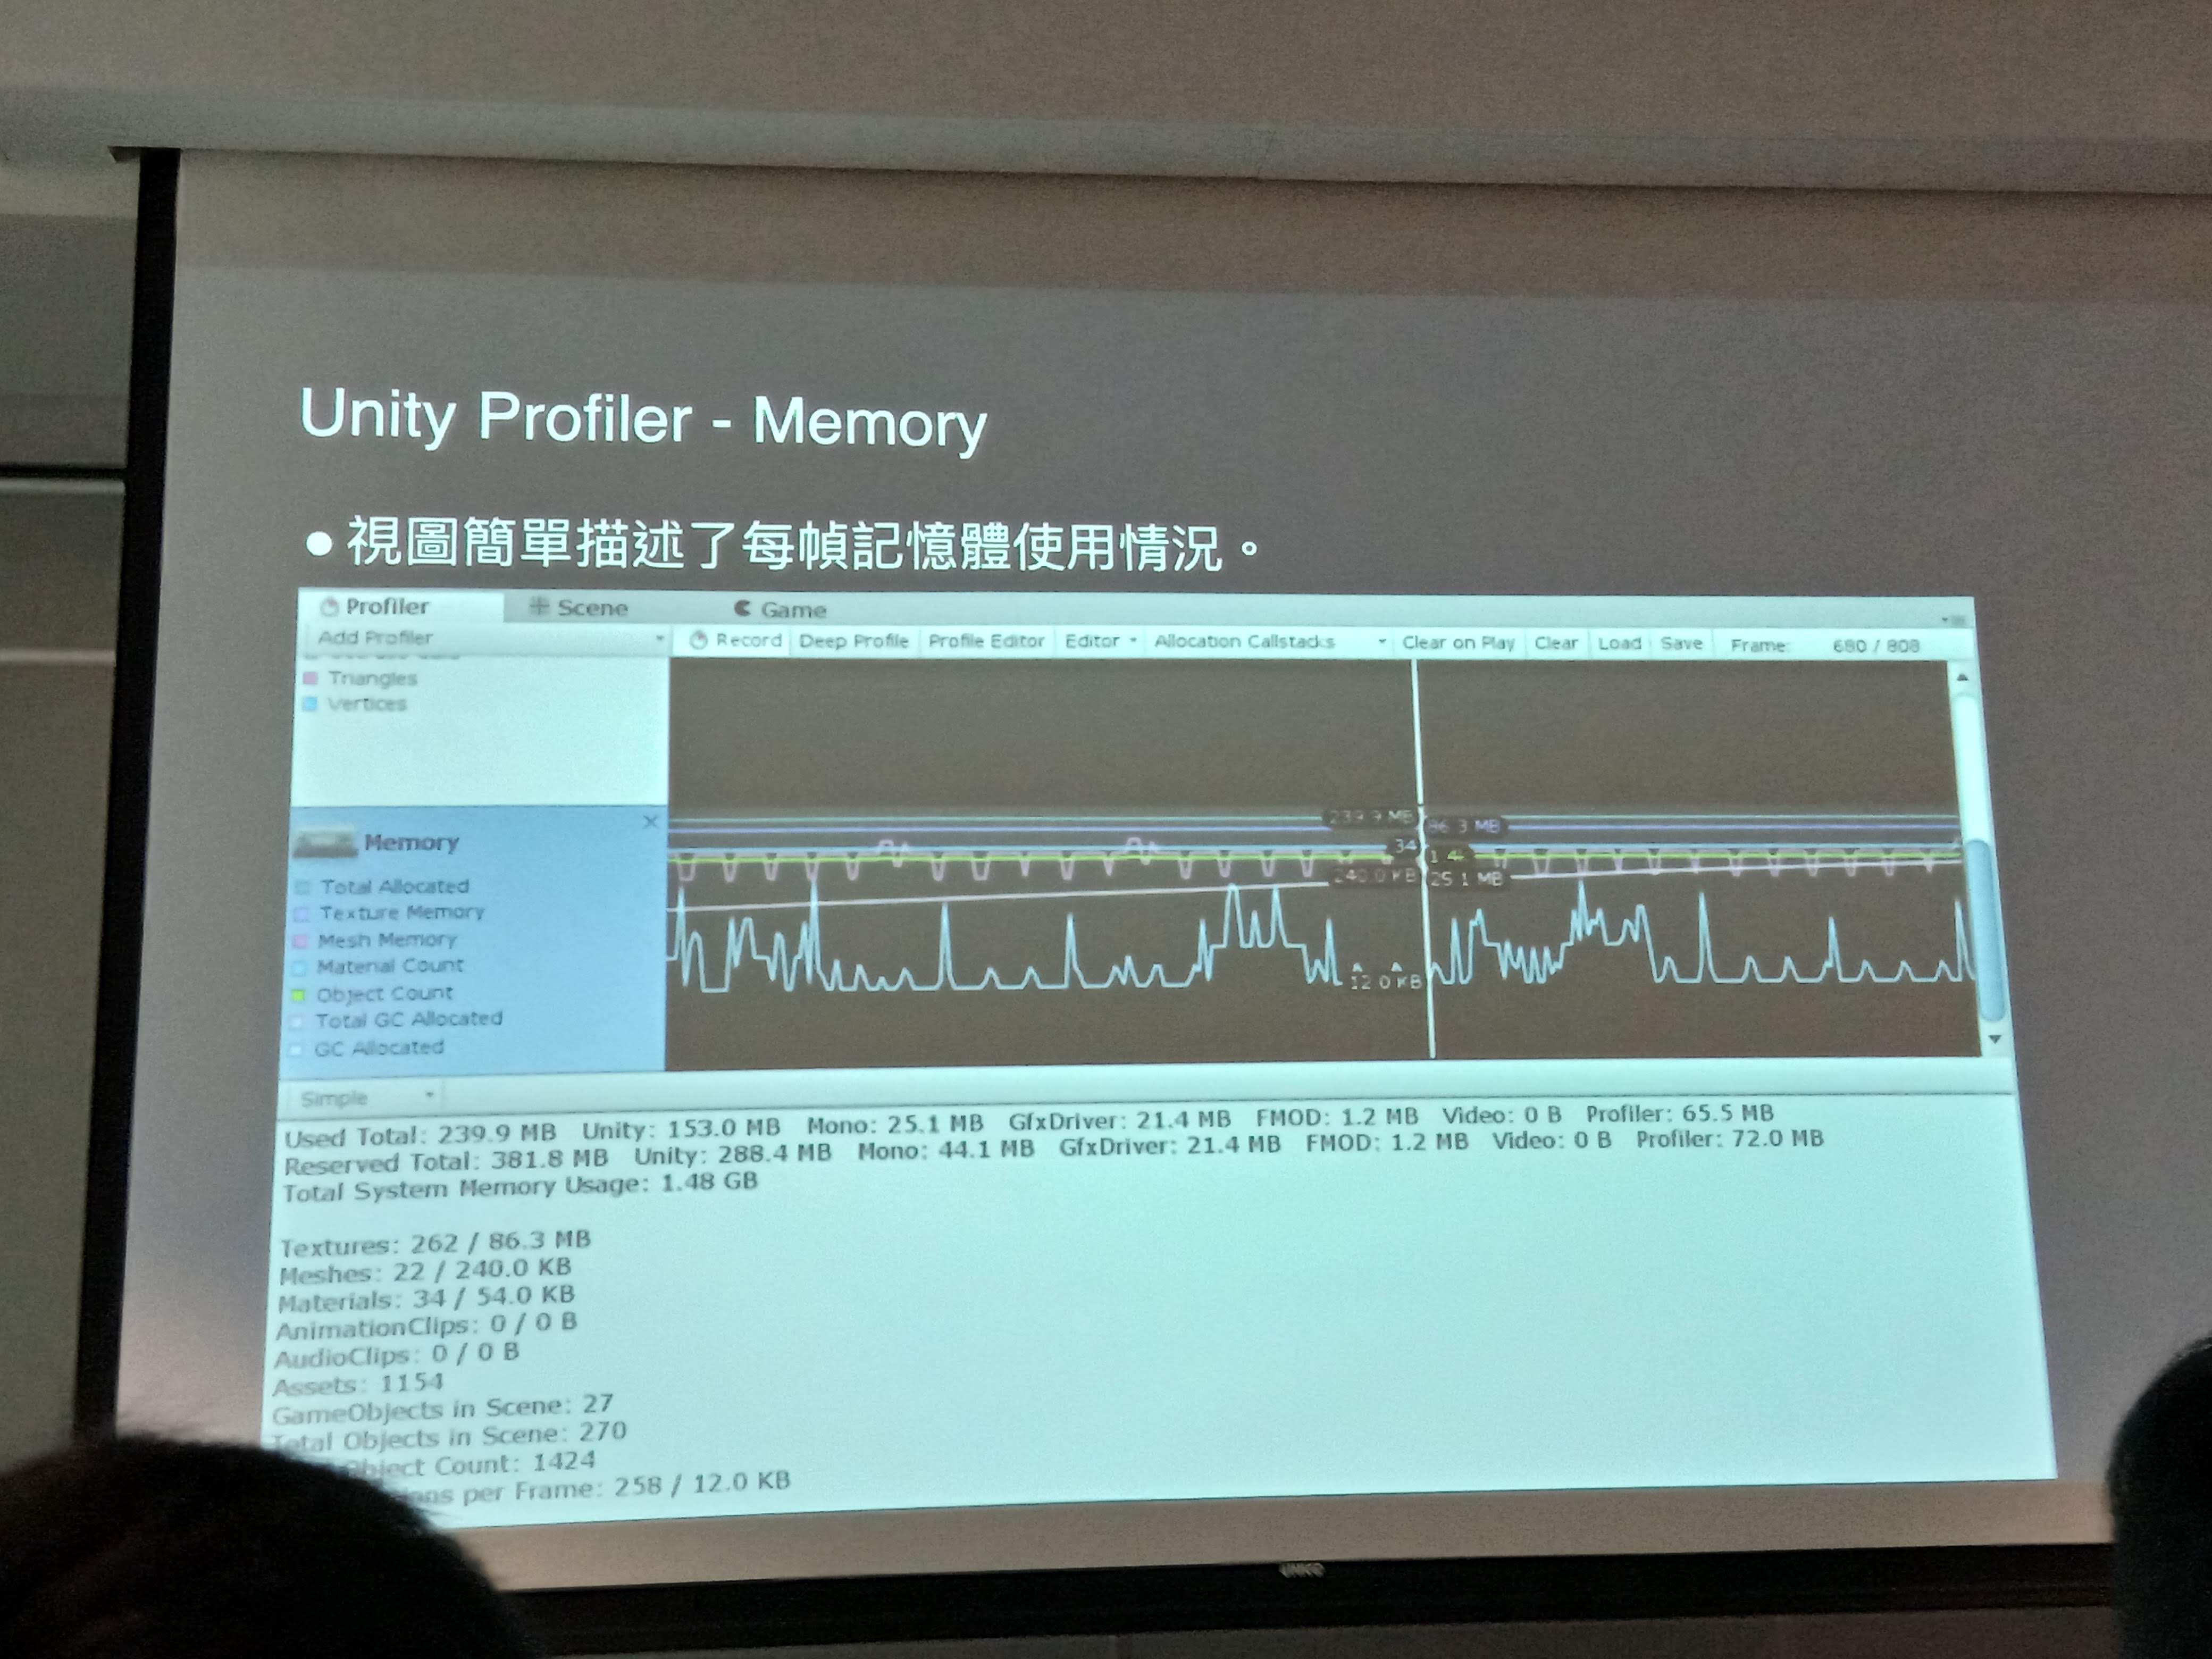 Unity Profiler - Memory
● 視圖簡單描述了每幀記憶體使用情況。
Profiler Scene Game
Add Profiler Record Deep Profile Profile Editor Editor Allocation Callstacks Clear on Play Clear Load Save Frame: 680 / 808
Triangles
Vertices
Memory
Total Allocated
Texture Memory
Mesh Memory
Material Count
Object Count
Total GC Allocated
GC Allocated
239.9 MB
86.3 MB
34
240.0 KB
25.1 MB
12.0 KB
Simple
Used Total: 239.9 MB Unity: 153.0 MB Mono: 25.1 MB GfxDriver: 21.4 MB FMOD: 1.2 MB Video: 0 B Profiler: 65.5 MB
Reserved Total: 381.8 MB Unity: 288.4 MB Mono: 44.1 MB GfxDriver: 21.4 MB FMOD: 1.2 MB Video: 0 B Profiler: 72.0 MB
Total System Memory Usage: 1.48 GB
Textures: 262 / 86.3 MB
Meshes: 22 / 240.0 KB
Materials: 34 / 54.0 KB
AnimationClips: 0 / 0 B
AudioClips: 0 / 0 B
Assets: 1154
GameObjects in Scene: 27
Total Objects in Scene: 270
Object Count: 1424
per Frame: 258 / 12.0 KB